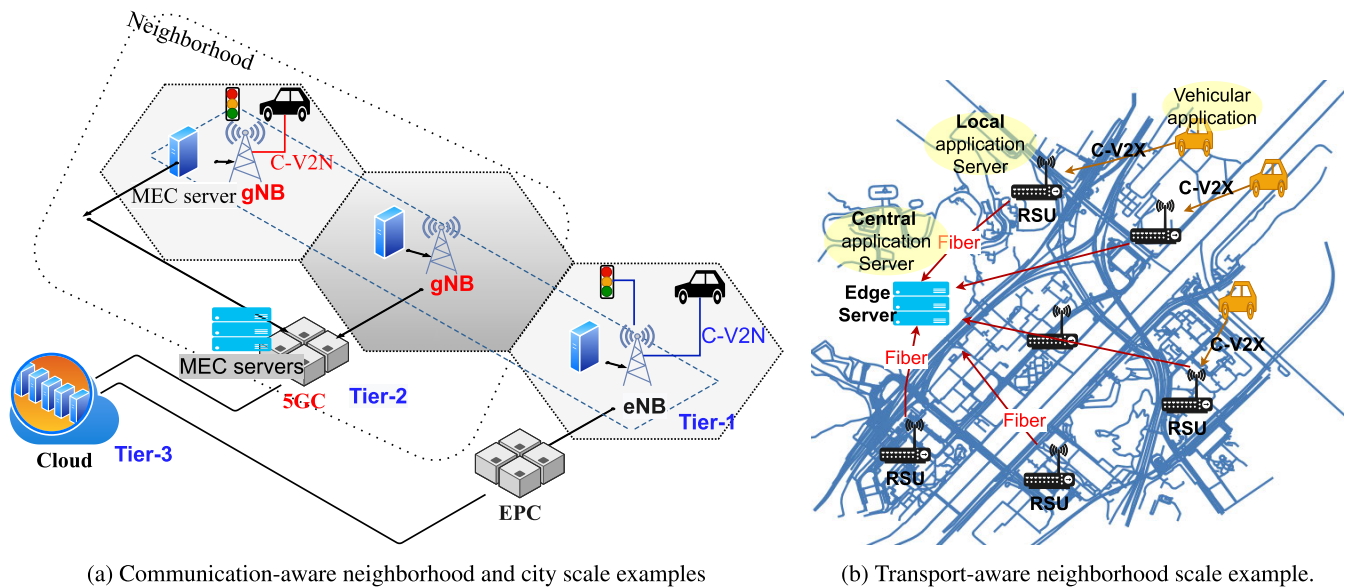 Neighborhood
C-V2N
MEC server
gNB
gNB
C-V2N
MEC servers
5GC
Tier-2
eNB
Tier-1
Cloud
Tier-3
EPC
(a) Communication-aware neighborhood and city scale examples
Vehicular
application
Local
application
Server
C-V2X
C-V2X
RSU
Central
application
Server
Fiber
Edge
Server
Fiber
C-V2X
Fiber
RSU
RSU
RSU
(b) Transport-aware neighborhood scale example.